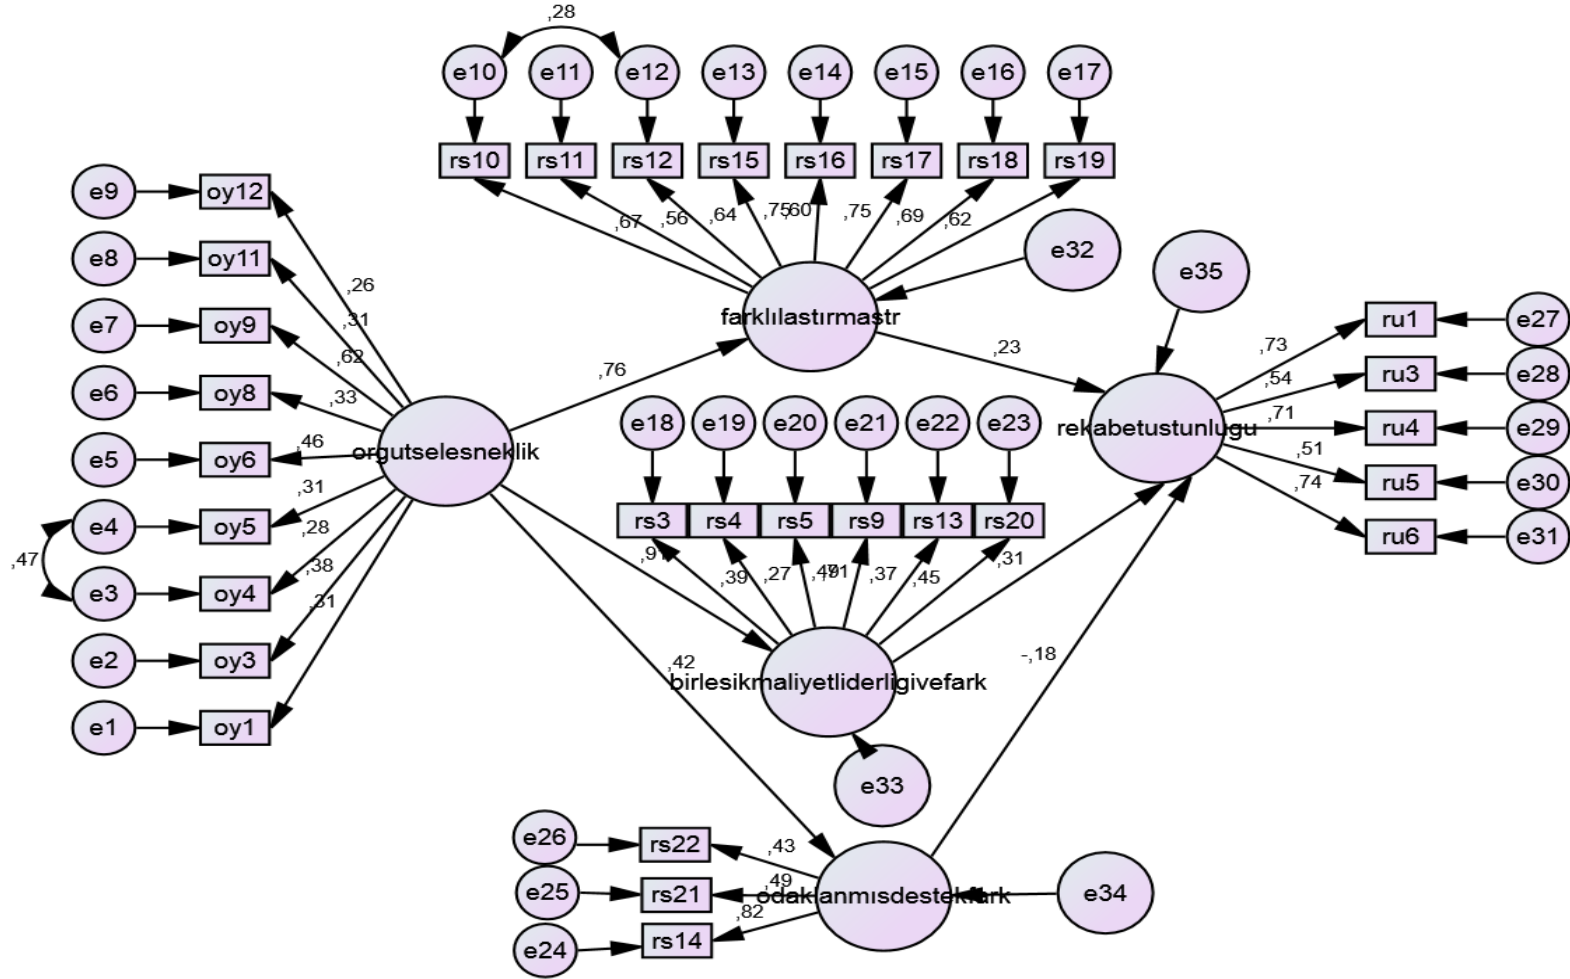 ,28
e10 e11 e12 e13 e14 e15 e16 e17
rs10 rs11 rs12 rs15 rs16 rs17 rs18 rs19
,67 ,56 ,64 ,75 ,60 ,75 ,69 ,62
e9 oy12
e8 oy11
e7 oy9
e6 oy8
e5 oy6
e4 oy5
e3 oy4
e2 oy3
e1 oy1
,47
,26
,31
,62
,33
,46
,31
,28
,38
,31
orgutselesneklik
,76
farklılastırmastr
e32
,23
e35
rekabetustunlugu
,73
,54
,71
,51
,74
ru1 e27
ru3 e28
ru4 e29
ru5 e30
ru6 e31
e18 e19 e20 e21 e22 e23
rs3 rs4 rs5 rs9 rs13 rs20
,39 ,27 ,37 ,45 ,31
birlesikmaliyetliderligivefark
e33
,42
-,18
e26 rs22 ,43
e25 rs21 ,49
e24 rs14 ,82
odaklanmısdestekfark
e34